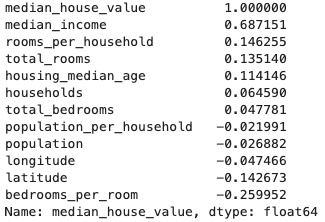 median_house_value 1.000000
median_income 0.687151
rooms_per_household 0.146255
total_rooms 0.135140
housing_median_age 0.114146
households 0.064590
total_bedrooms 0.047781
population_per_household -0.021991
population -0.026882
longitude -0.047466
latitude -0.142673
bedrooms_per_room -0.259952
Name: median_house_value, dtype: float64